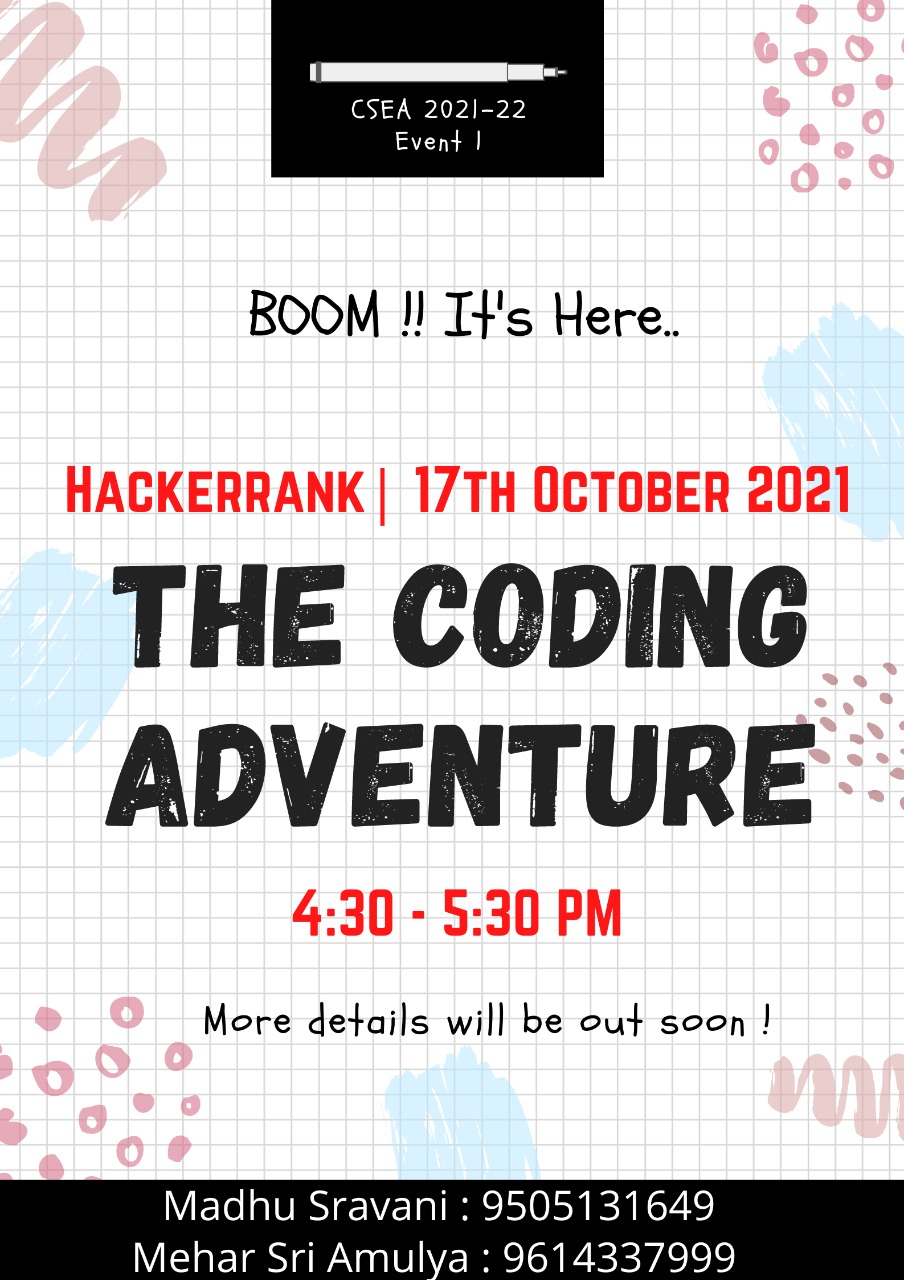 CSEA 2021-22
Event 1
BOOM !! It's Here..
HACKERRANK| 17TH OCTOBER 2021
THE CODING
ADVENTURE
4:30 - 5:30 PM
More details will be out soon !
Madhu Sravani : 9505131649
Mehar Sri Amulya : 9614337999